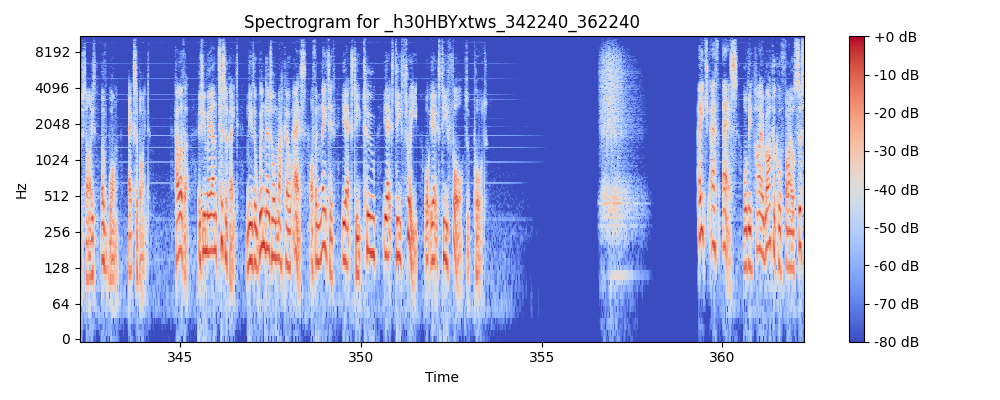 Spectrogram for _h30HBYxtws_342240_362240
Hz
8192
4096
2048
1024
512
256
128
64
0
345
350
355
360
Time
+0 dB
-10 dB
-20 dB
-30 dB
-40 dB
-50 dB
-60 dB
-70 dB
-80 dB